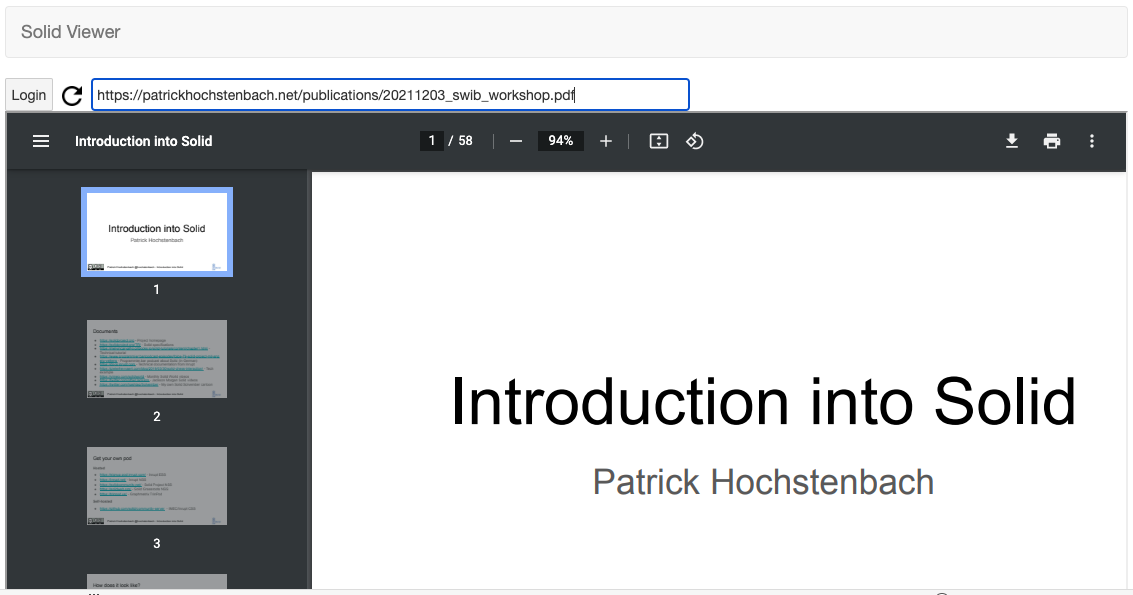 Solid Viewer
Login
https://patrickhochstenbach.net/publications/20211203_swib_workshop.pdf
Introduction into Solid
1 / 58
94%
Introduction into Solid
Patrick Hochstenbach
1
Documents
2
Get your own pod
3
How does it look like?
Introduction into Solid
Patrick Hochstenbach